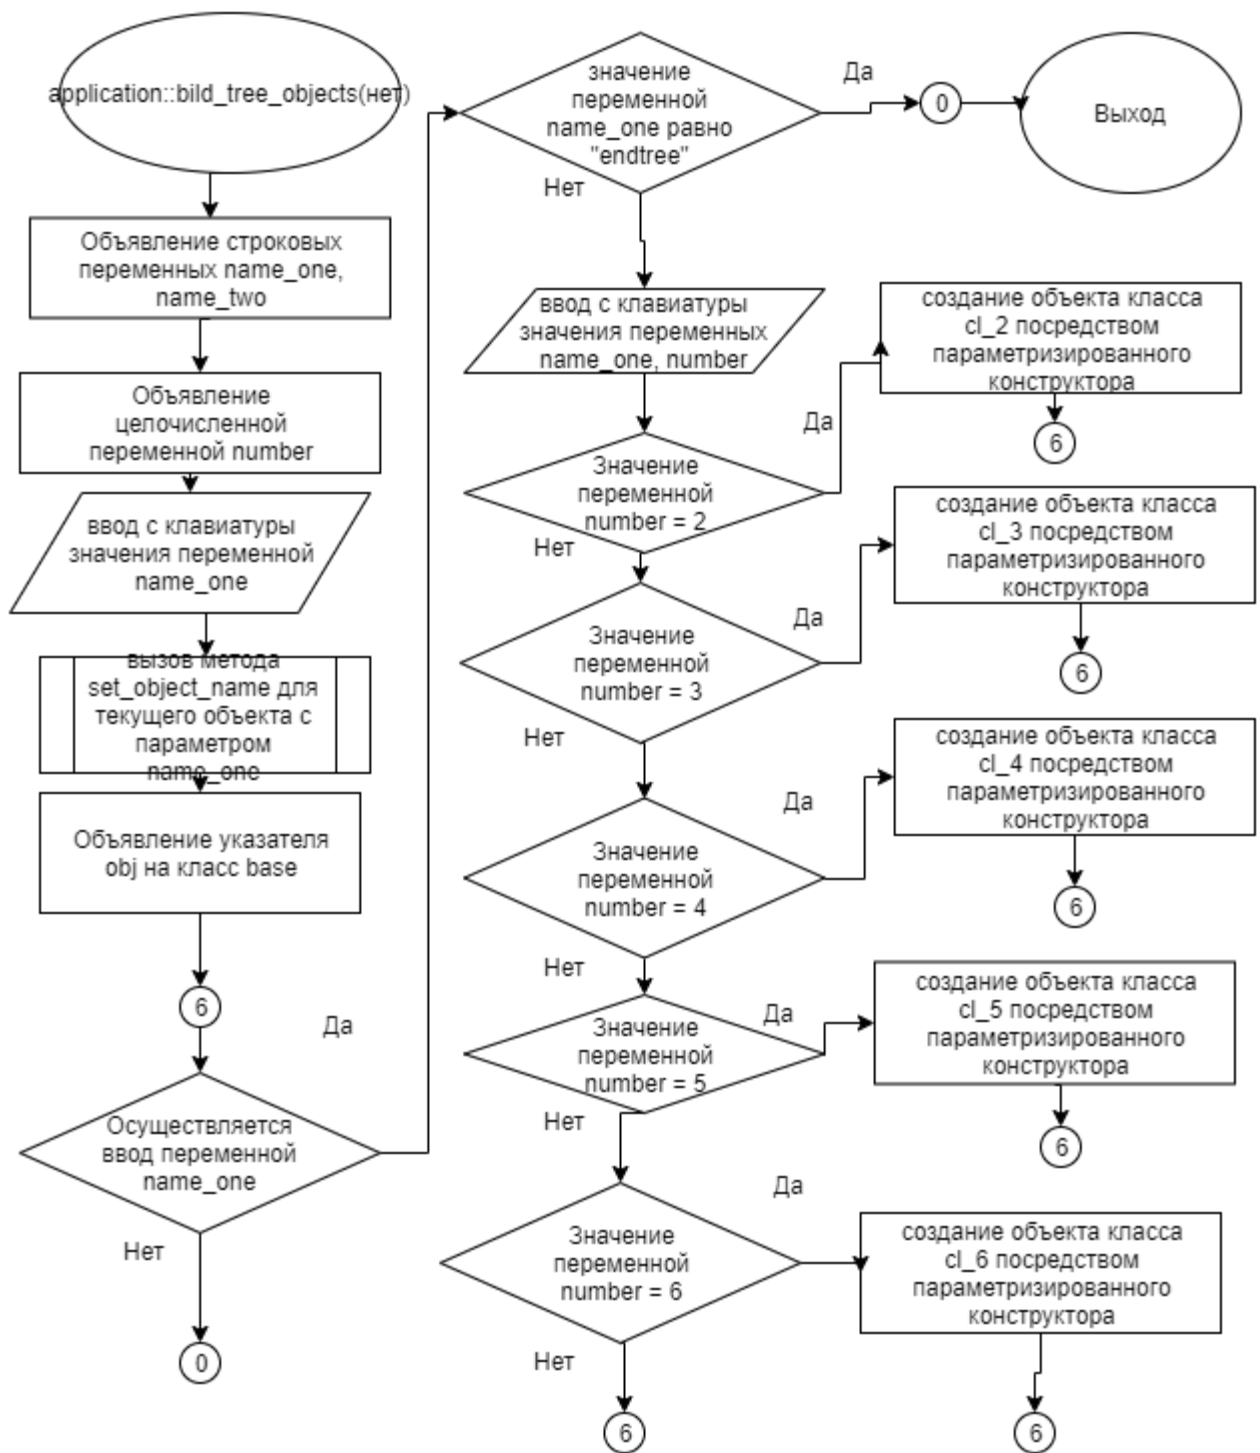 application::bild_tree_objects(нет)
Объявление строковых
переменных name_one,
name_two
Объявление
целочисленной
переменной number
ввод с клавиатуры
значения переменной
name_one
вызов метода
set_object_name для
текущего объекта с
параметром
name_one
Объявление указателя
obj на класс base
6
Да
Осуществляется
ввод переменной
name_one
Нет
0
значение
переменной
name_one равно
"endtree"
Да
0
Выход
Нет
ввод с клавиатуры
значения переменных
name_one, number
Значение
переменной
number = 2
Да
создание объекта класса
cl_2 посредством
параметризированного
конструктора
6
Нет
Значение
переменной
number = 3
Да
создание объекта класса
cl_3 посредством
параметризированного
конструктора
6
Нет
Значение
переменной
number = 4
Да
создание объекта класса
cl_4 посредством
параметризированного
конструктора
6
Нет
Значение
переменной
number = 5
Да
создание объекта класса
cl_5 посредством
параметризированного
конструктора
6
Нет
Значение
переменной
number = 6
Да
создание объекта класса
cl_6 посредством
параметризированного
конструктора
6
Нет
6